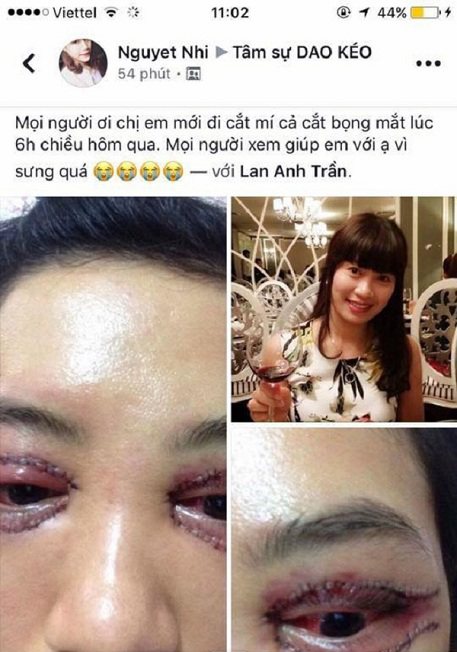 Viettel 11:02 44%
Nguyet Nhi ▶ Tâm sự DAO KÉO
54 phút ·
Mọi người ơi chị em mới đi cắt mí cả cắt bọng mắt lúc
6h chiều hôm qua. Mọi người xem giúp em với ạ vì
sưng quá 😭😭😭😭 — với Lan Anh Trần.